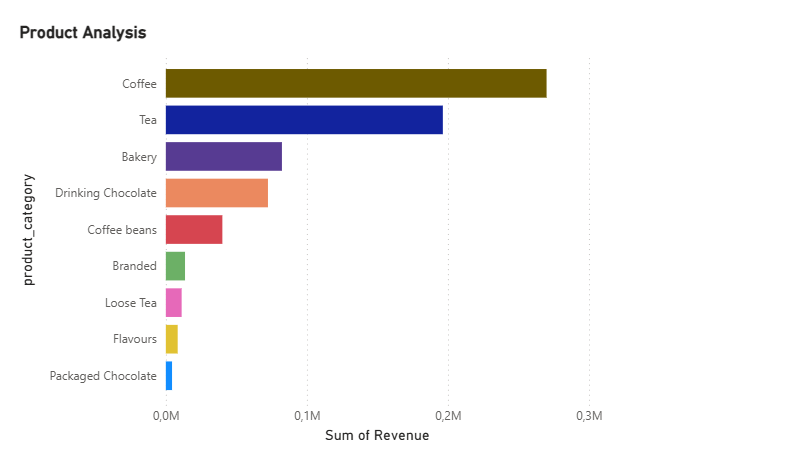 Product Analysis
product_category
Coffee
Tea
Bakery
Drinking Chocolate
Coffee beans
Branded
Loose Tea
Flavours
Packaged Chocolate
0,0M 0,1M 0,2M 0,3M
Sum of Revenue